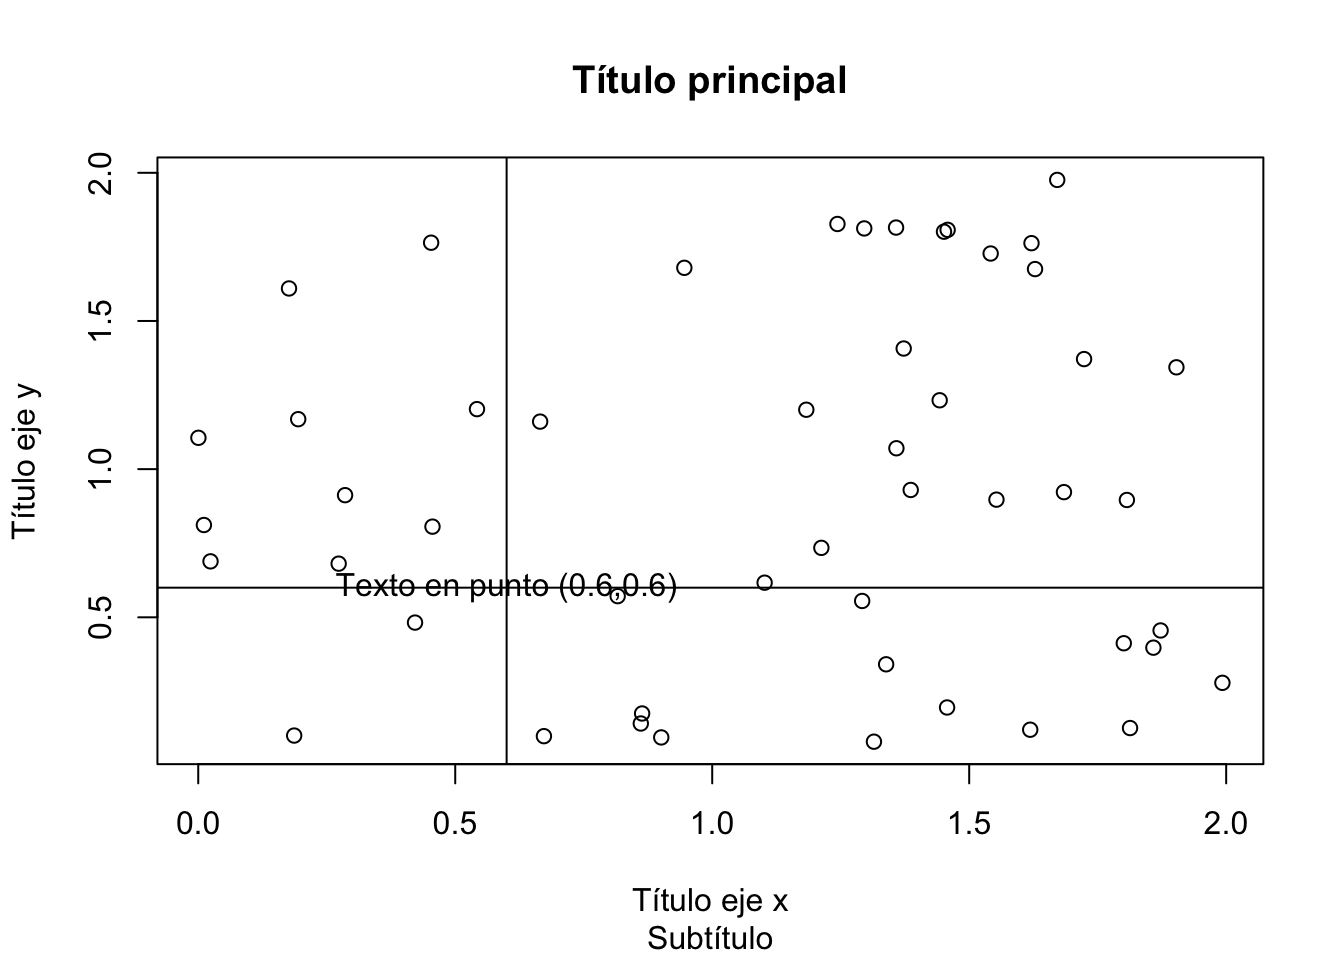 Título principal
Título eje y
2.0
1.5
1.0
0.5
Texto en punto (0.6,0.6)
0.0 0.5 1.0 1.5 2.0
Título eje x
Subtítulo